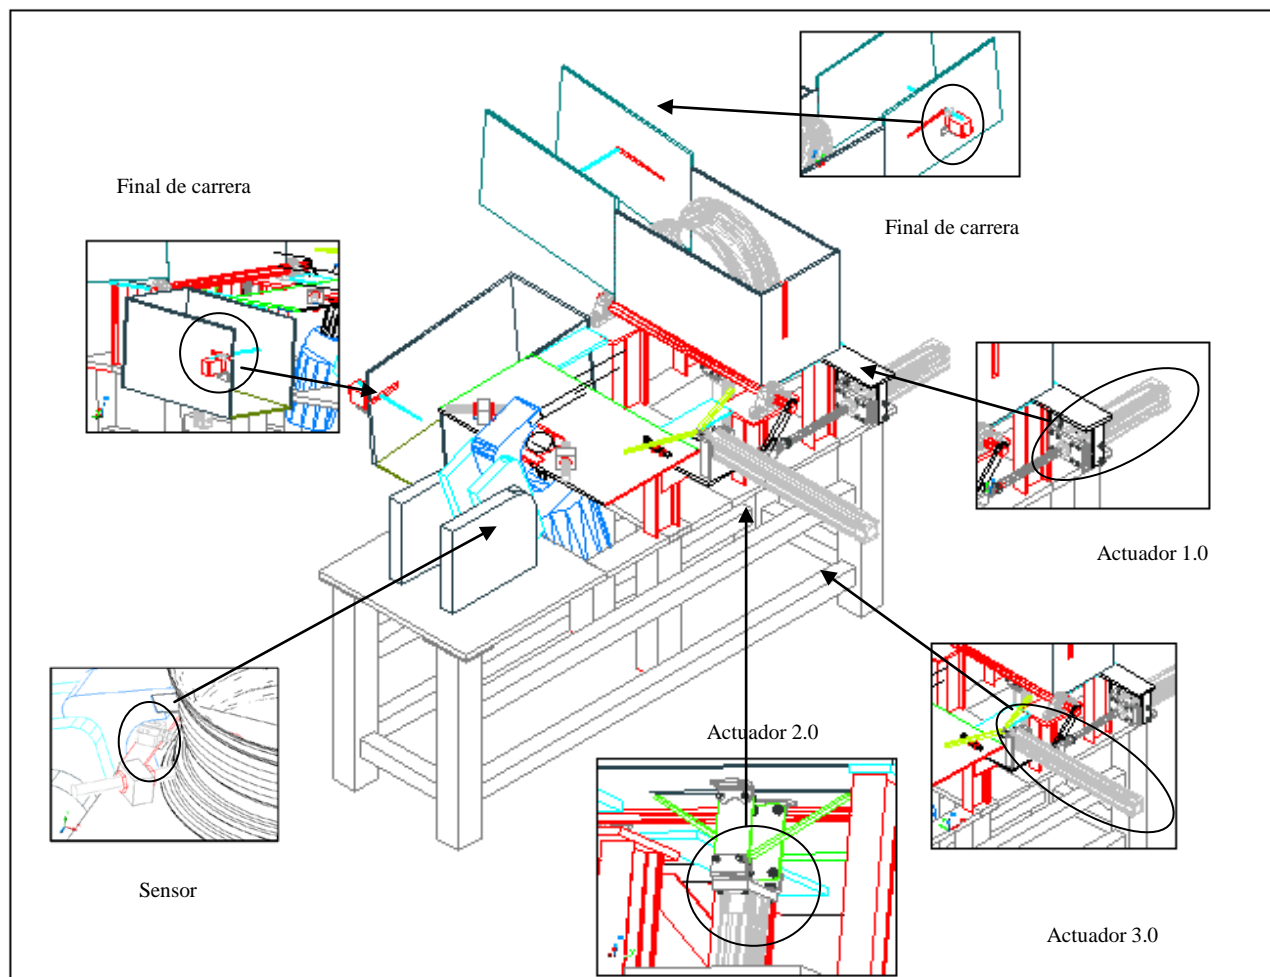 Final de carrera
Final de carrera
Actuador 1.0
Actuador 2.0
Sensor
Actuador 3.0